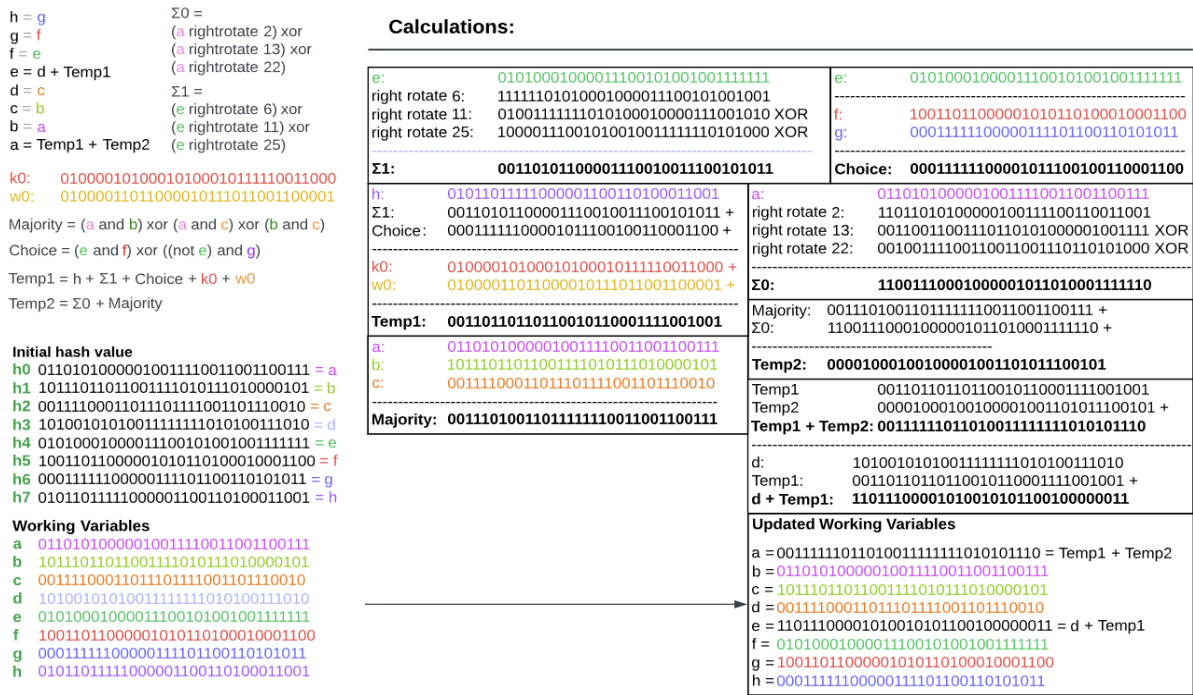 h = g
g = f
f = e
e = d + Temp1
d = c
c = b
b = a
a = Temp1 + Temp2
Σ0 =
(a rightrotate 2) xor
(a rightrotate 13) xor
(a rightrotate 22)
Σ1 =
(e rightrotate 6) xor
(e rightrotate 11) xor
(e rightrotate 25)
k0: 01000010100010100010111110011000
w0: 01000011011000010111011001100001
Majority = (a and b) xor (a and c) xor (b and c)
Choice = (e and f) xor ((not e) and g)
Temp1 = h + Σ1 + Choice + k0 + w0
Temp2 = Σ0 + Majority
Initial hash value
h0 01101010000010011110011001100111 = a
h1 10111011011001111010111010000101 = b
h2 00111100011011101111001101110010 = c
h3 10100101010011111111010100111010 = d
h4 01010001000011100101001001111111 = e
h5 10011011000001010110100010001100 = f
h6 00011111100000111101100110101011 = g
h7 01011011111000001100110100011001 = h
Working Variables
a 01101010000010011110011001100111
b 10111011011001111010111010000101
c 00111100011011101111001101110010
d 10100101010011111111010100111010
e 01010001000011100101001001111111
f 10011011000001010110100010001100
g 00011111100000111101100110101011
h 01011011111000001100110100011001
Calculations:
e: 01010001000011100101001001111111
right rotate 6: 11111101010001000011100101001001
right rotate 11: 01001111111010100010000111001010 XOR
right rotate 25: 10000111001010010011111110101000 XOR
Σ1: 00110101100001110010011100101011
e: 01010001000011100101001001111111
f: 10011011000001010110100010001100
g: 00011111100000111101100110101011
Choice: 00011111100001011100100110001100
h: 01011011111000001100110100011001
Σ1: 00110101100001110010011100101011 +
Choice: 00011111100001011100100110001100 +
k0: 01000010100010100010111110011000 +
w0: 01000011011000010111011001100001 +
Temp1: 00110110110110010110001111001001
a: 01101010000010011110011001100111
b: 10111011011001111010111010000101
c: 00111100011011101111001101110010
Majority: 00111010011011111110011001100111
a: 01101010000010011110011001100111
right rotate 2: 11011010100000100111100110011001
right rotate 13: 00110011001110110101000001001111 XOR
right rotate 22: 00100111100110011001110110101000 XOR
Σ0: 11001110001000001011010001111110
Majority: 00111010011011111110011001100111 +
Σ0: 11001110001000001011010001111110 +
Temp2: 00001000100100001001101011100101
Temp1 00110110110110010110001111001001
Temp2 00001000100100001001101011100101 +
Temp1 + Temp2: 00111111011010011111111010101110
d: 10100101010011111111010100111010
Temp1: 00110110110110010110001111001001 +
d + Temp1: 11011100001010010101100100000011
Updated Working Variables
a = 00111111011010011111111010101110 = Temp1 + Temp2
b = 01101010000010011110011001100111
c = 10111011011001111010111010000101
d = 00111100011011101111001101110010
e = 11011100001010010101100100000011 = d + Temp1
f = 01010001000011100101001001111111
g = 10011011000001010110100010001100
h = 00011111100000111101100110101011